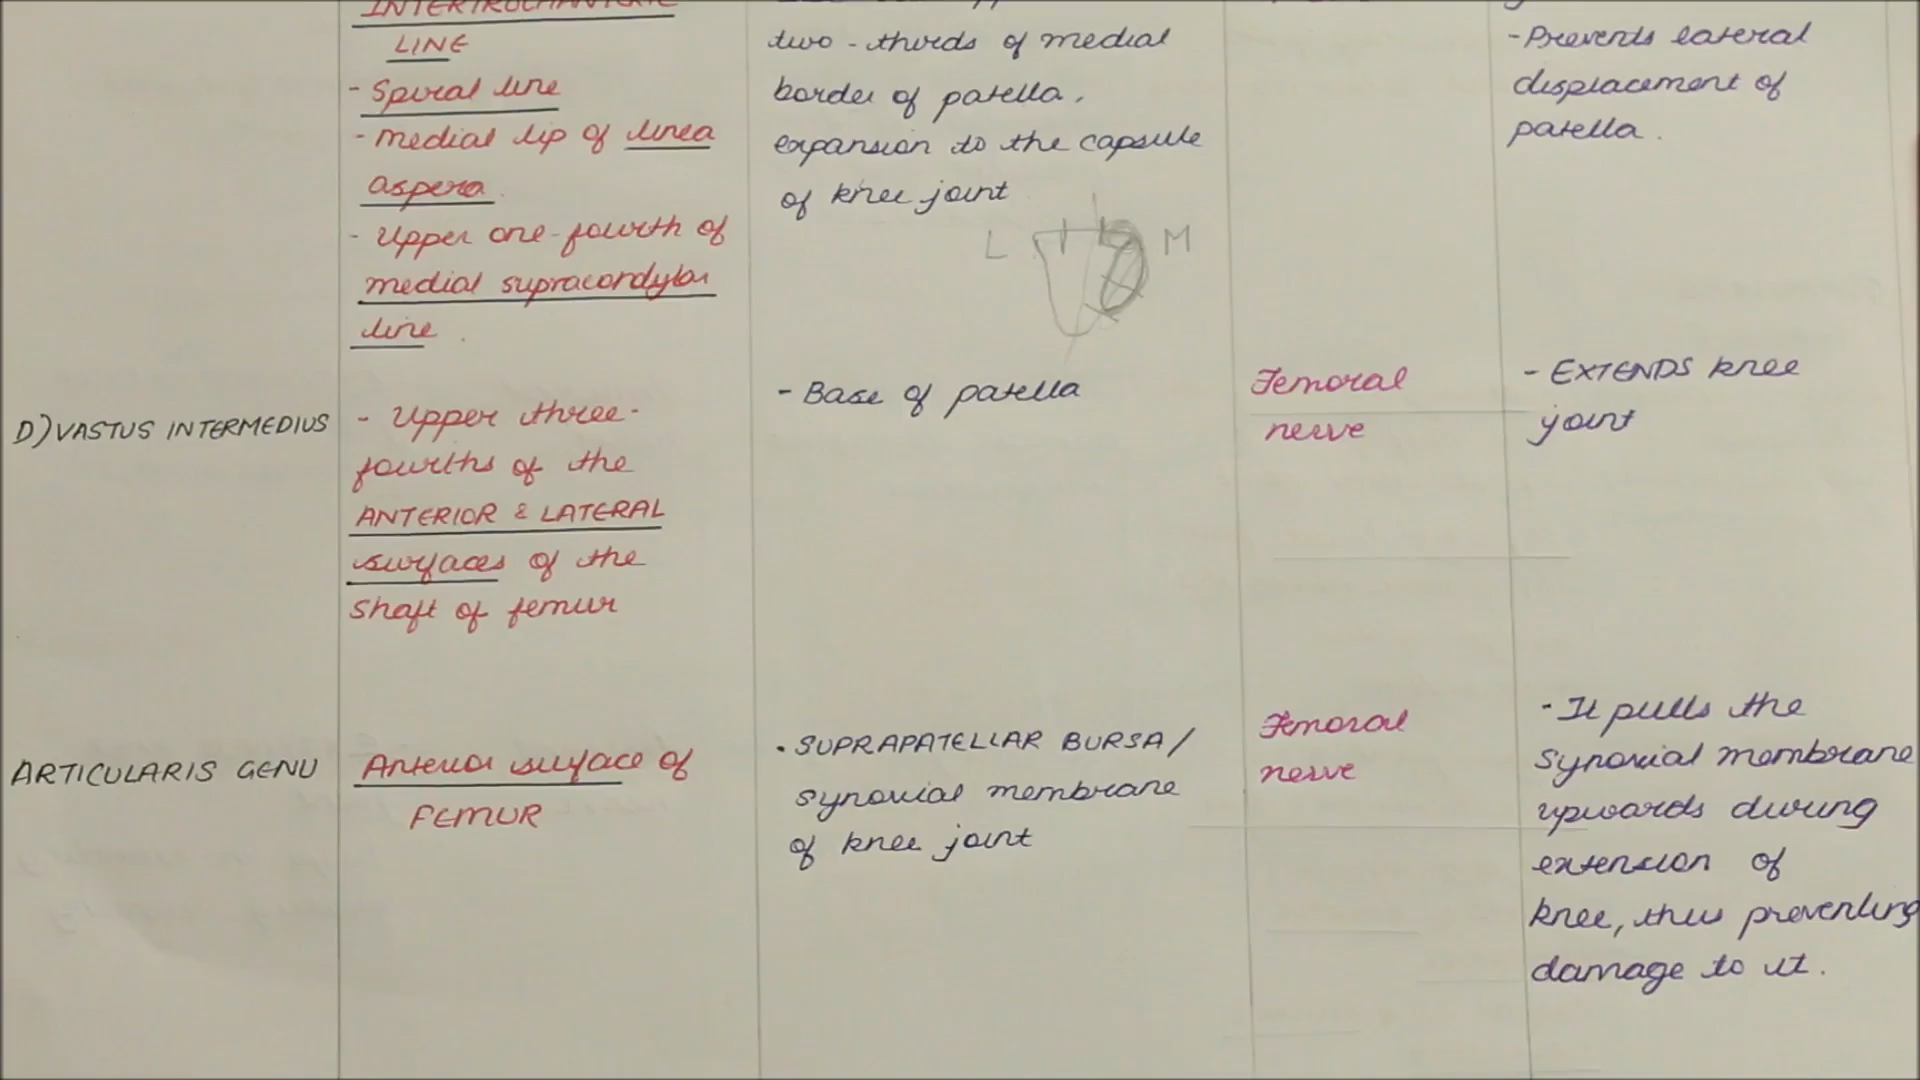 INTERTROCHANTERIC
LINE
- Spiral line
- medial lip of linea
aspera.
- Upper one-fourth of
medial supracondylar
line.
two-thirds of medial
border of patella.
expansion to the capsule
of knee joint
L M
- Prevents lateral
displacement of
patella.
D) VASTUS INTERMEDIUS
- Upper three-
fourths of the
ANTERIOR & LATERAL
surfaces of the
shaft of femur
- Base of patella
Femoral
nerve
- EXTENDS knee
joint
ARTICULARIS GENU
Anterior surface of
FEMUR
• SUPRAPATELLAR BURSA/
synovial membrane
of knee joint
Femoral
nerve
- It pulls the
synovial membrane
upwards during
extension of
knee, thus preventing
damage to it.